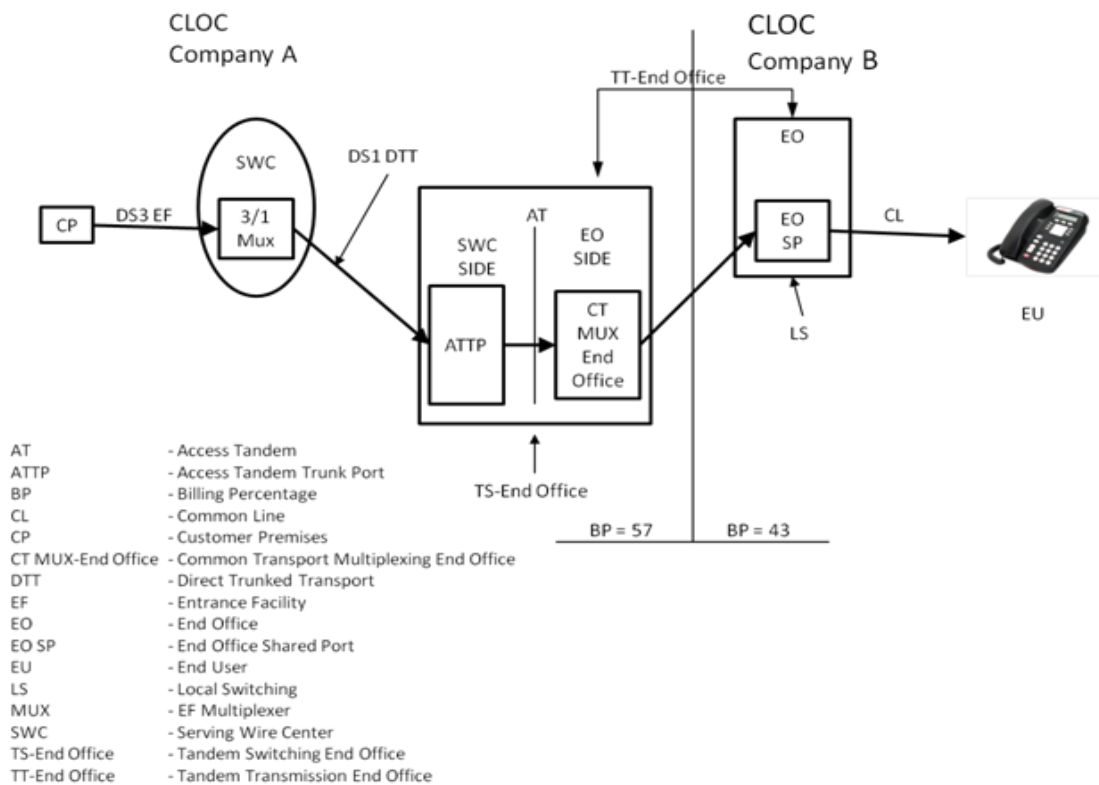 CLOC
Company A
CLOC
Company B
TT-End Office
SWC
DS1 DTT
EO
CP
DS3 EF
3/1
Mux
AT
SWC
SIDE
EO
SIDE
EO
SP
CL
ATTP
CT
MUX
End
Office
LS
EU
TS-End Office
BP = 57
BP = 43
AT - Access Tandem
ATTP - Access Tandem Trunk Port
BP - Billing Percentage
CL - Common Line
CP - Customer Premises
CT MUX-End Office - Common Transport Multiplexing End Office
DTT - Direct Trunked Transport
EF - Entrance Facility
EO - End Office
EO SP - End Office Shared Port
EU - End User
LS - Local Switching
MUX - EF Multiplexer
SWC - Serving Wire Center
TS-End Office - Tandem Switching End Office
TT-End Office - Tandem Transmission End Office